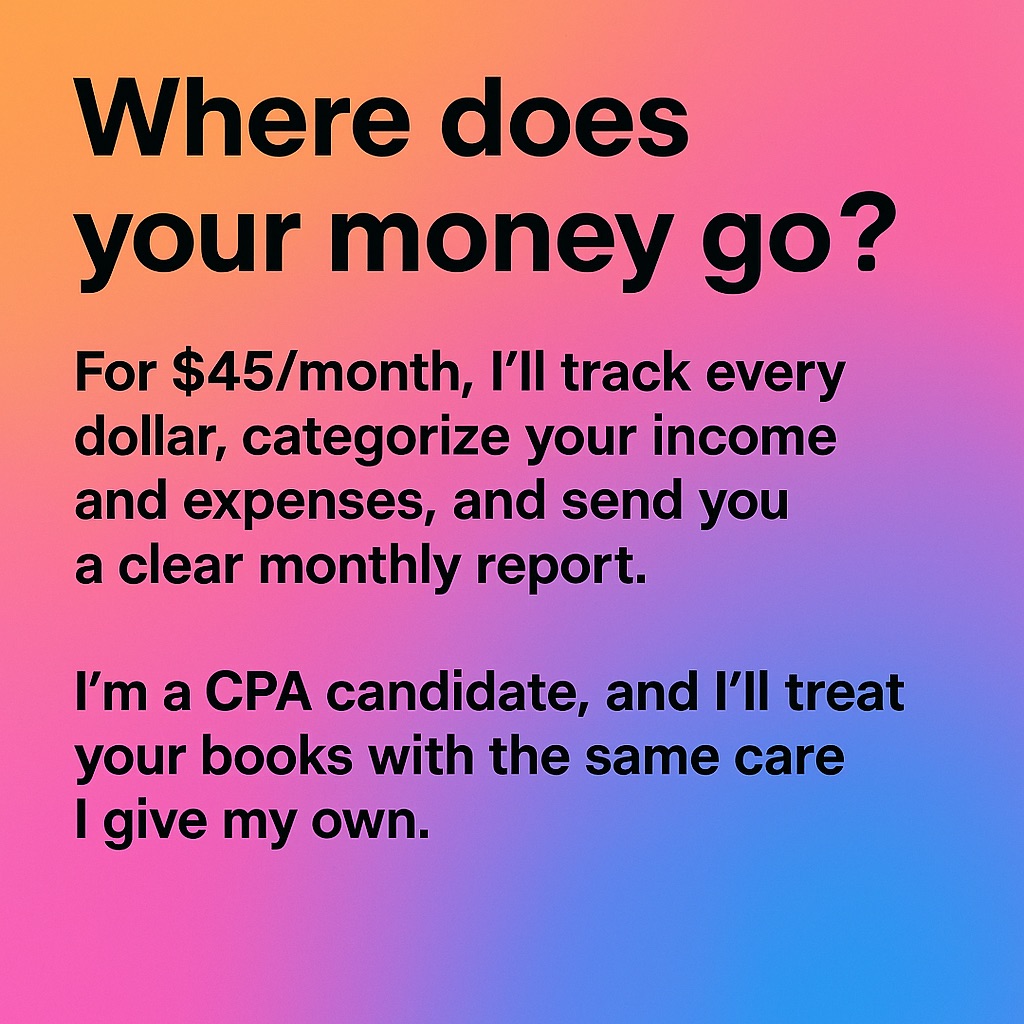 Where does
your money go?
For $45/month, I’ll track every
dollar, categorize your income
and expenses, and send you
a clear monthly report.
I’m a CPA candidate, and I’ll treat
your books with the same care
I give my own.